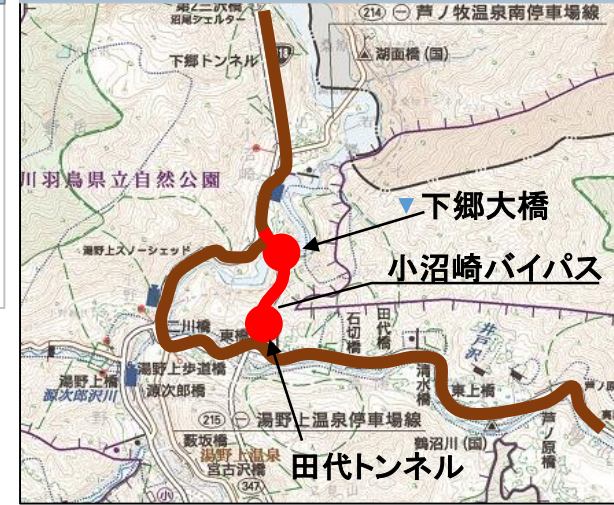 第2三沢橋
沼尾シェルター
214 芦ノ牧温泉南停車場線
下郷トンネル
湖面橋(国)
川羽鳥県立自然公園
下郷大橋
湯野上スノーシェッド
小沼崎バイパス
二川橋
東橋
石切橋
田代橋
井戸沢
湯野上橋
湯野上歩道橋
源次郎沢川
源次郎橋
清水橋
東上橋
芦ノ原
215 湯野上温泉停車場線
薮坂橋
鶴沼川(国)
芦ノ原橋
湯野上温泉
宮古沢橋
田代トンネル
347
小